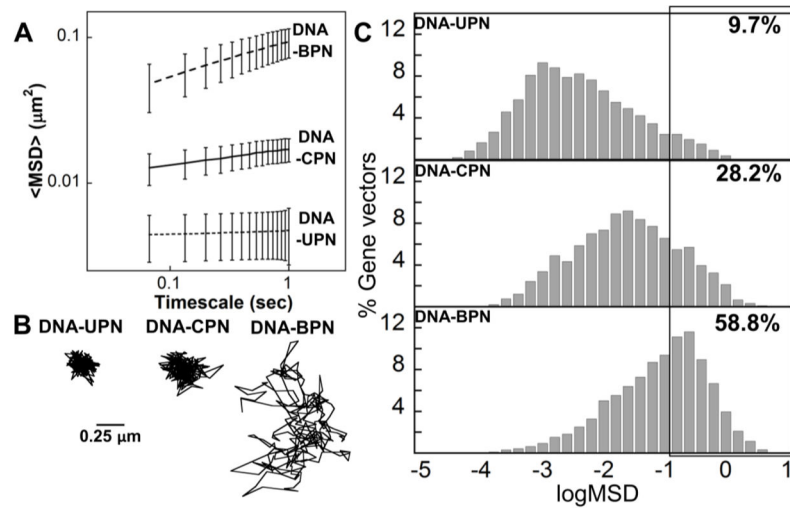 A
0.1
0.01
<MSD> (μm²)
DNA
-BPN
DNA
-CPN
DNA
-UPN
0.1
1
Timescale (sec)
B
DNA-UPN
DNA-CPN
DNA-BPN
0.25 μm
C
% Gene vectors
DNA-UPN
9.7%
12
8
4
DNA-CPN
28.2%
12
8
4
DNA-BPN
58.8%
12
8
4
-5
-4
-3
-2
-1
0
1
logMSD